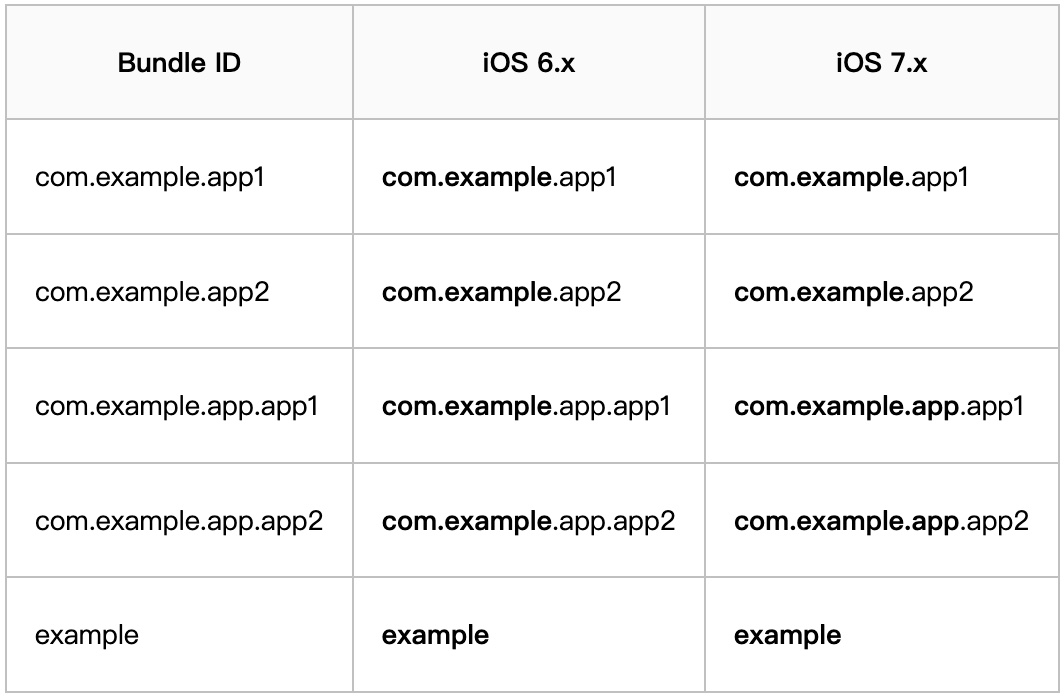 Bundle ID iOS 6.x iOS 7.x
com.example.app1 com.example.app1 com.example.app1
com.example.app2 com.example.app2 com.example.app2
com.example.app.app1 com.example.app.app1 com.example.app.app1
com.example.app.app2 com.example.app.app2 com.example.app.app2
example example example